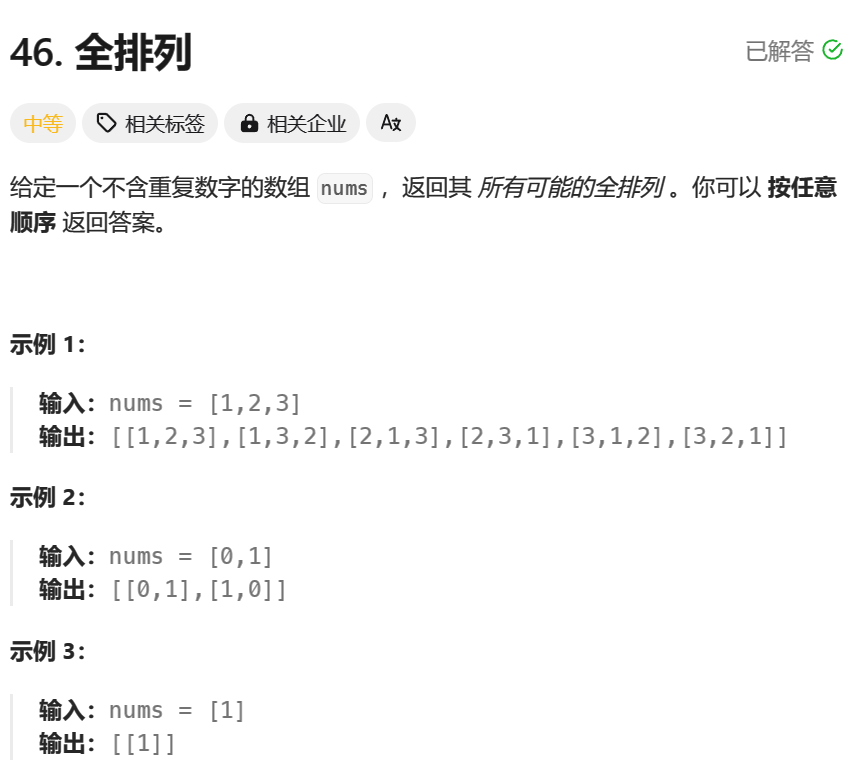 46. 全排列
已解答
中等
相关标签
相关企业
给定一个不含重复数字的数组 nums ，返回其 所有可能的全排列 。你可以 按任意
顺序 返回答案。
示例 1：
输入：nums = [1,2,3]
输出：[[1,2,3],[1,3,2],[2,1,3],[2,3,1],[3,1,2],[3,2,1]]
示例 2：
输入：nums = [0,1]
输出：[[0,1],[1,0]]
示例 3：
输入：nums = [1]
输出：[[1]]